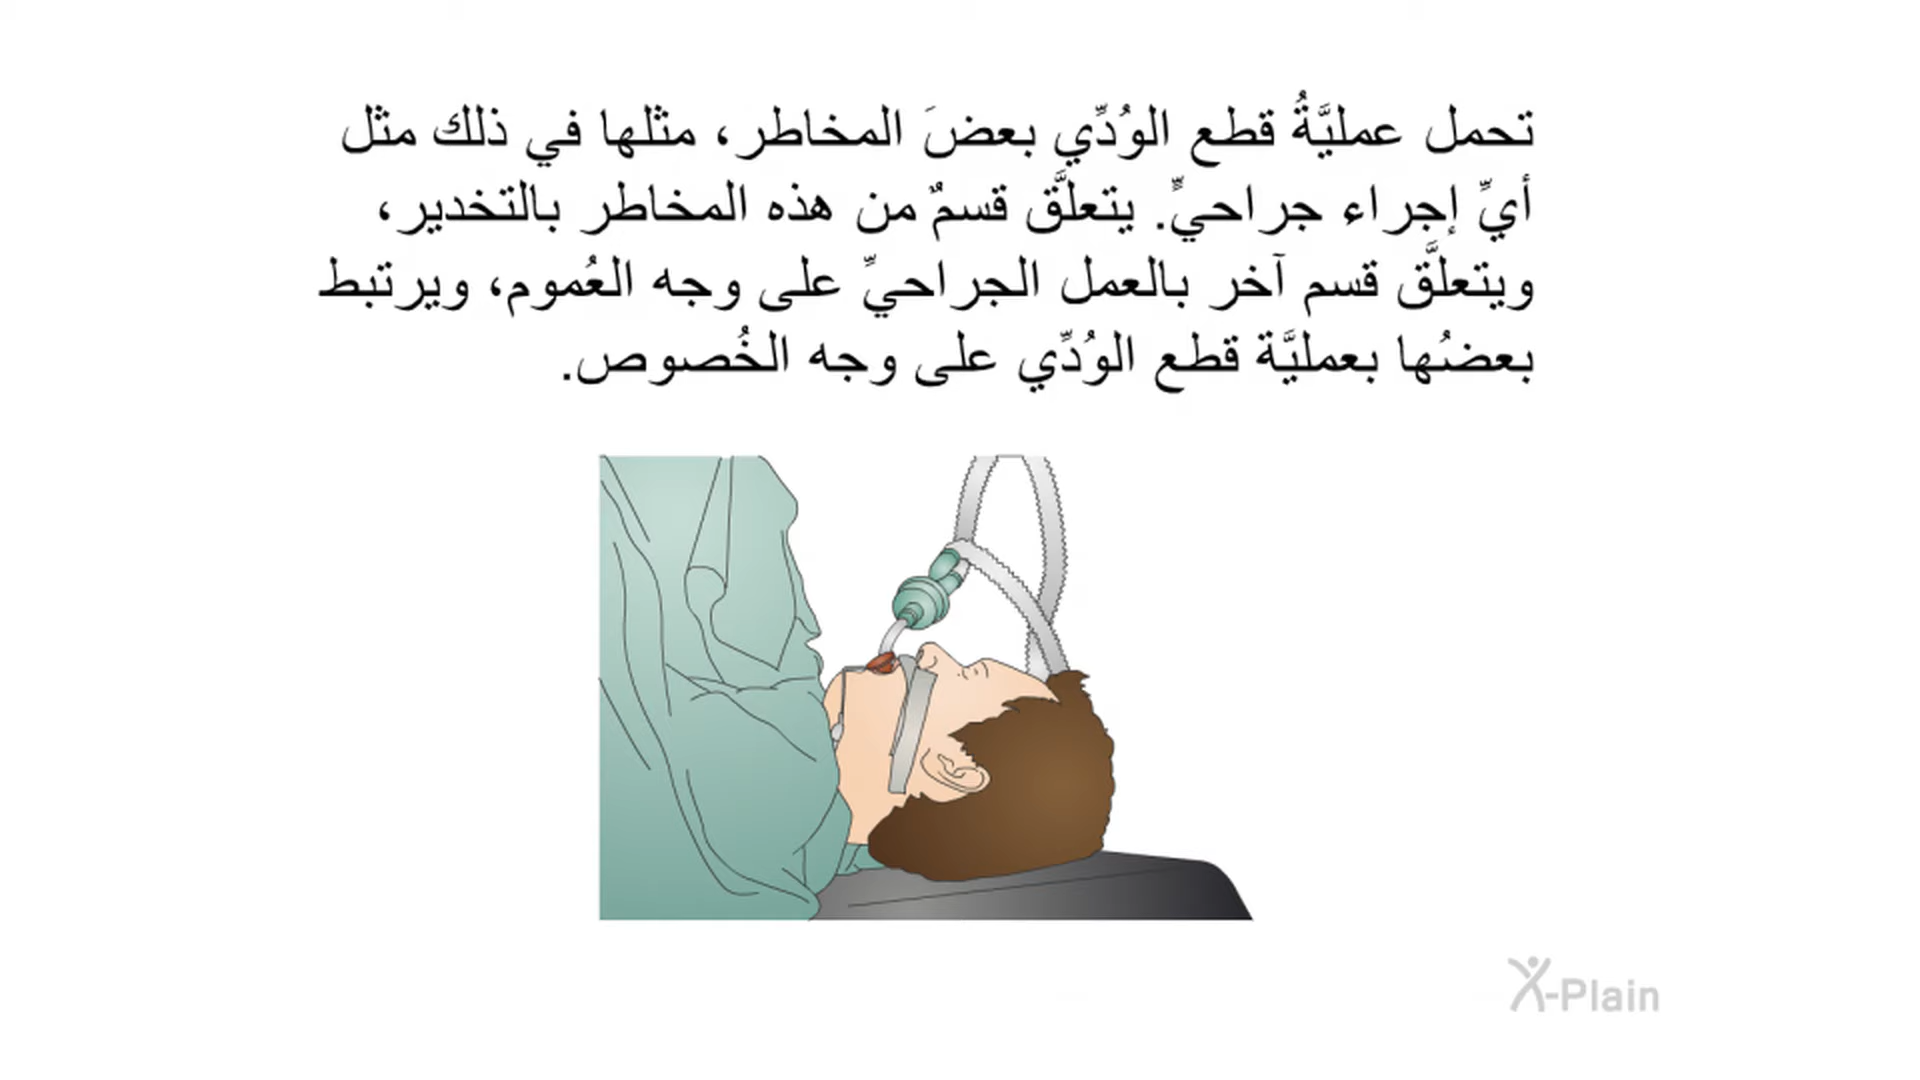 تحمل عمليَّةُ قطع الوُدِّي بعضَ المخاطر، مثلها في ذلك مثل
أيِّ إجراء جراحيٍّ. يتعلَّق قسمٌ من هذه المخاطر بالتخدير،
ويتعلَّق قسم آخر بالعمل الجراحيِّ على وجه العُموم، ويرتبط
بعضُها بعمليَّة قطع الوُدِّي على وجه الخُصوص.
X-Plain